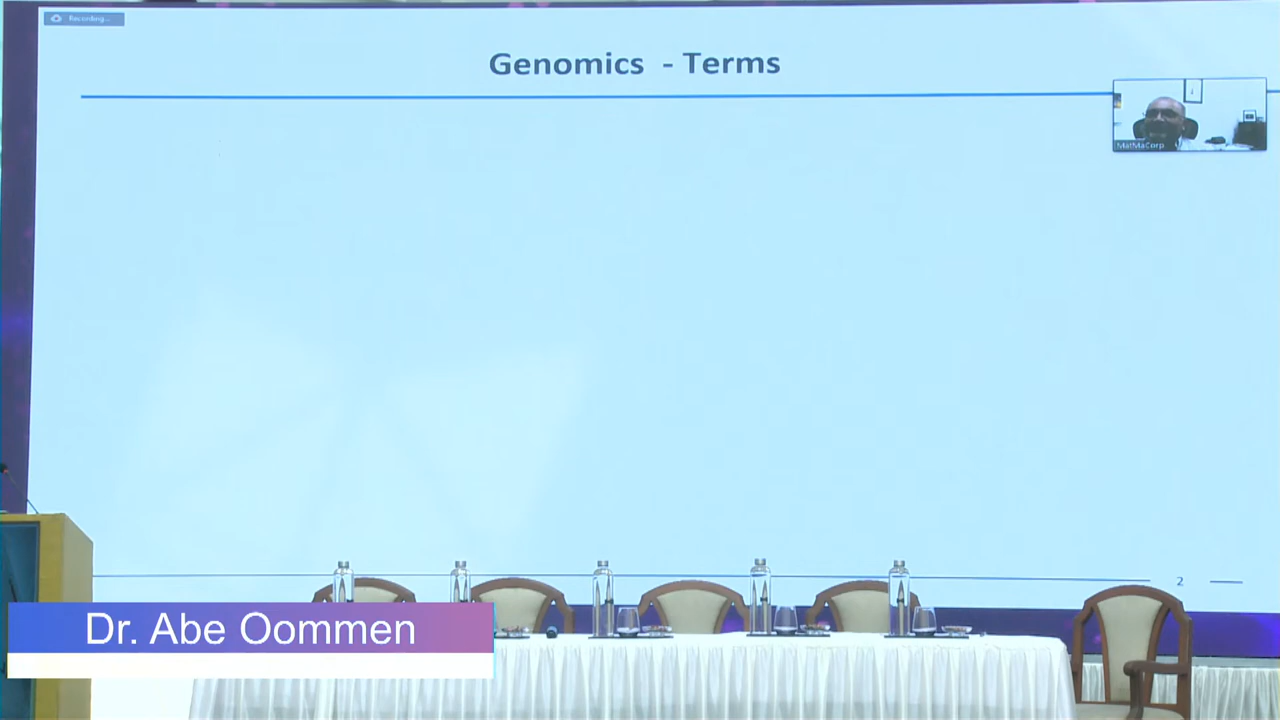 Recording...
Genomics - Terms
MatMaCorp
2
Dr. Abe Oommen